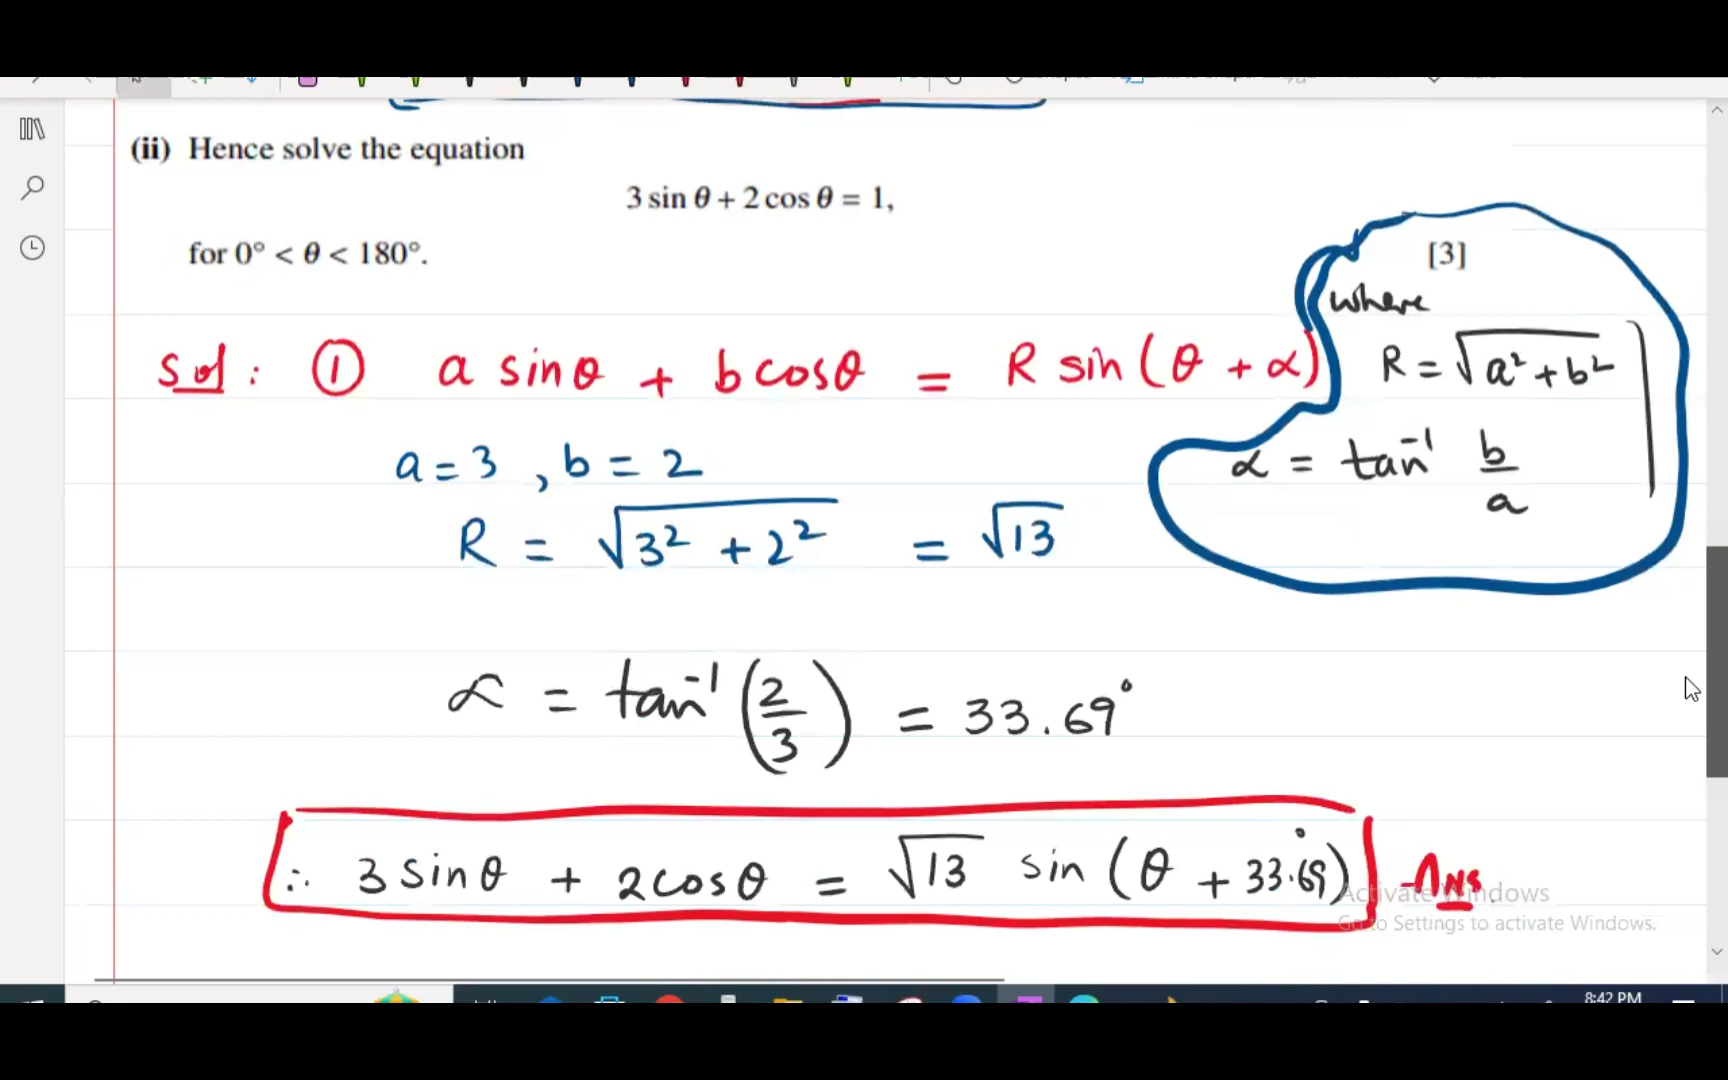 (ii) Hence solve the equation
3 sin θ + 2 cos θ = 1,
for 0° < θ < 180°.
[3]
where
Sol : ① a sinθ + b cosθ = R sin(θ + α)
R = √a² + b²
α = tan⁻¹ b/a
a = 3 , b = 2
R = √3² + 2² = √13
α = tan⁻¹(2/3) = 33.69°
∴ 3 sinθ + 2 cosθ = √13 sin (θ + 33.69°) Ans
Activate Windows
Go to Settings to activate Windows.
8:42 PM